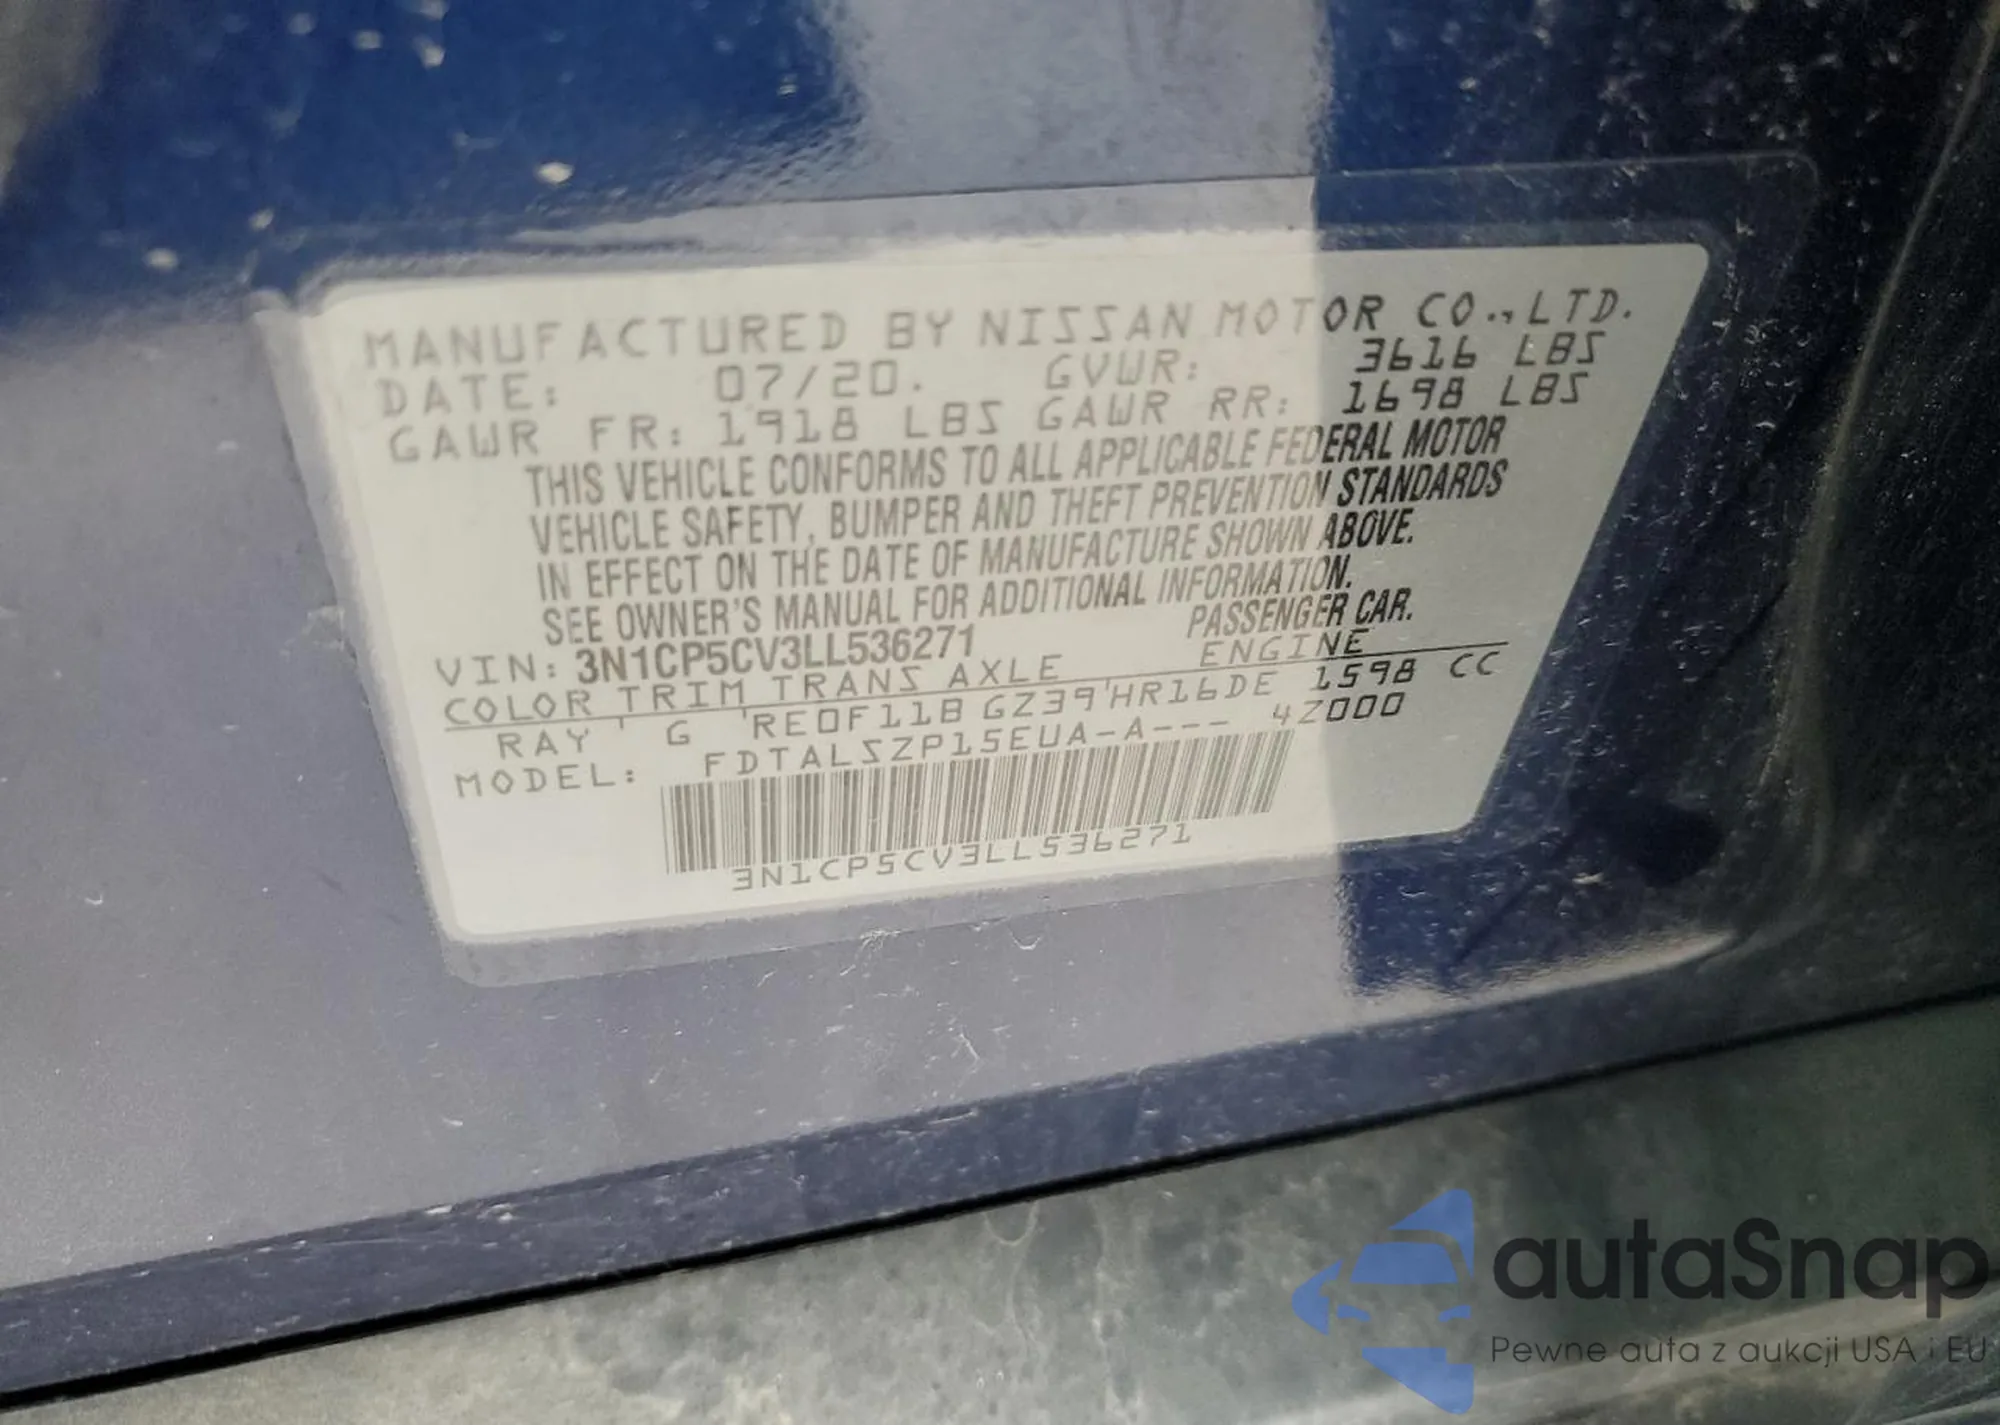 MANUFACTURED BY NISSAN MOTOR CO., LTD.
DATE: 07/20. GVWR: 3616 LBS
GAWR FR: 1918 LBS GAWR RR: 1698 LBS
THIS VEHICLE CONFORMS TO ALL APPLICABLE FEDERAL MOTOR
VEHICLE SAFETY, BUMPER AND THEFT PREVENTION STANDARDS
IN EFFECT ON THE DATE OF MANUFACTURE SHOWN ABOVE.
SEE OWNER'S MANUAL FOR ADDITIONAL INFORMATION.
VIN: 3N1CP5CV3LL536271 PASSENGER CAR.
COLOR TRIM TRANS AXLE ENGINE
RAY ' G 'RE0F11B GZ39'HR16DE 1598 CC
MODEL: FDTALSZP15EUA-A--- 4Z000
3N1CP5CV3LL536271
autaSnap
Pewne auta z aukcji USA i EU